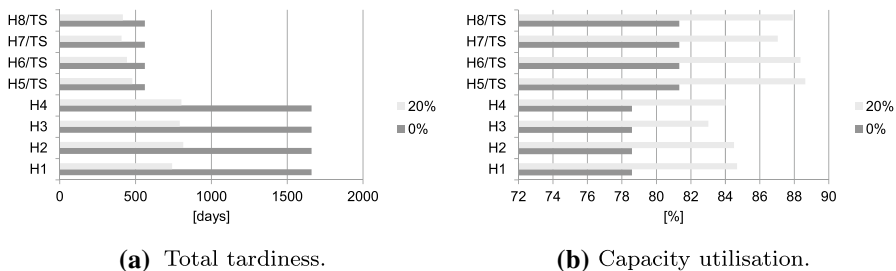 H8/TS
H7/TS
H6/TS
H5/TS
H4
H3
H2
H1
0 500 1000 1500 2000
[days]
20%
0%
(a) Total tardiness.
H8/TS
H7/TS
H6/TS
H5/TS
H4
H3
H2
H1
72 74 76 78 80 82 84 86 88 90
[%]
20%
0%
(b) Capacity utilisation.